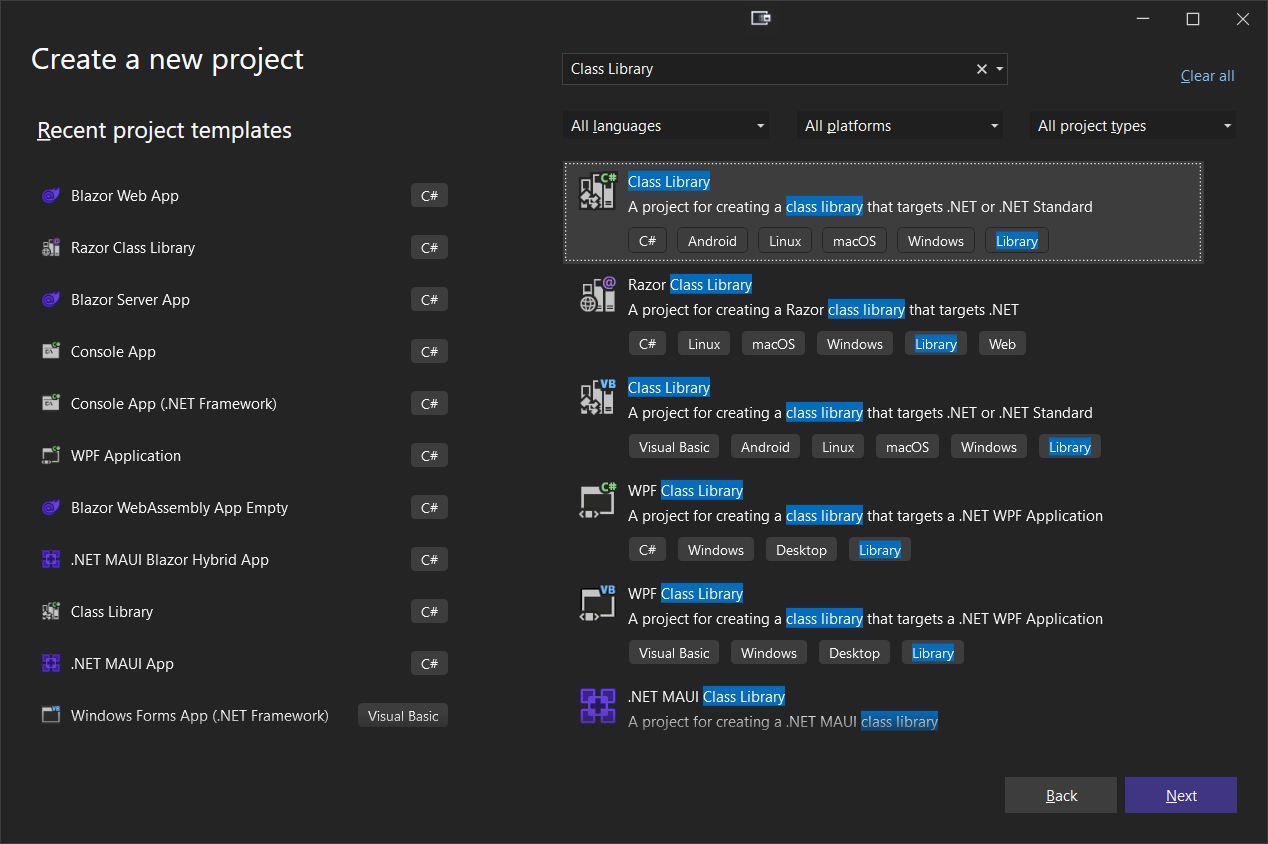 Create a new project
Recent project templates
Blazor Web App C#
Razor Class Library C#
Blazor Server App C#
Console App C#
Console App (.NET Framework) C#
WPF Application C#
Blazor WebAssembly App Empty C#
.NET MAUI Blazor Hybrid App C#
Class Library C#
.NET MAUI App C#
Windows Forms App (.NET Framework) Visual Basic
Class Library
Clear all
All languages All platforms All project types
Class Library
A project for creating a class library that targets .NET or .NET Standard
C# Android Linux macOS Windows Library
Razor Class Library
A project for creating a Razor class library that targets .NET
C# Linux macOS Windows Library Web
Class Library
A project for creating a class library that targets .NET or .NET Standard
Visual Basic Android Linux macOS Windows Library
WPF Class Library
A project for creating a class library that targets a .NET WPF Application
C# Windows Desktop Library
WPF Class Library
A project for creating a class library that targets a .NET WPF Application
Visual Basic Windows Desktop Library
.NET MAUI Class Library
A project for creating a .NET MAUI class library
Back Next